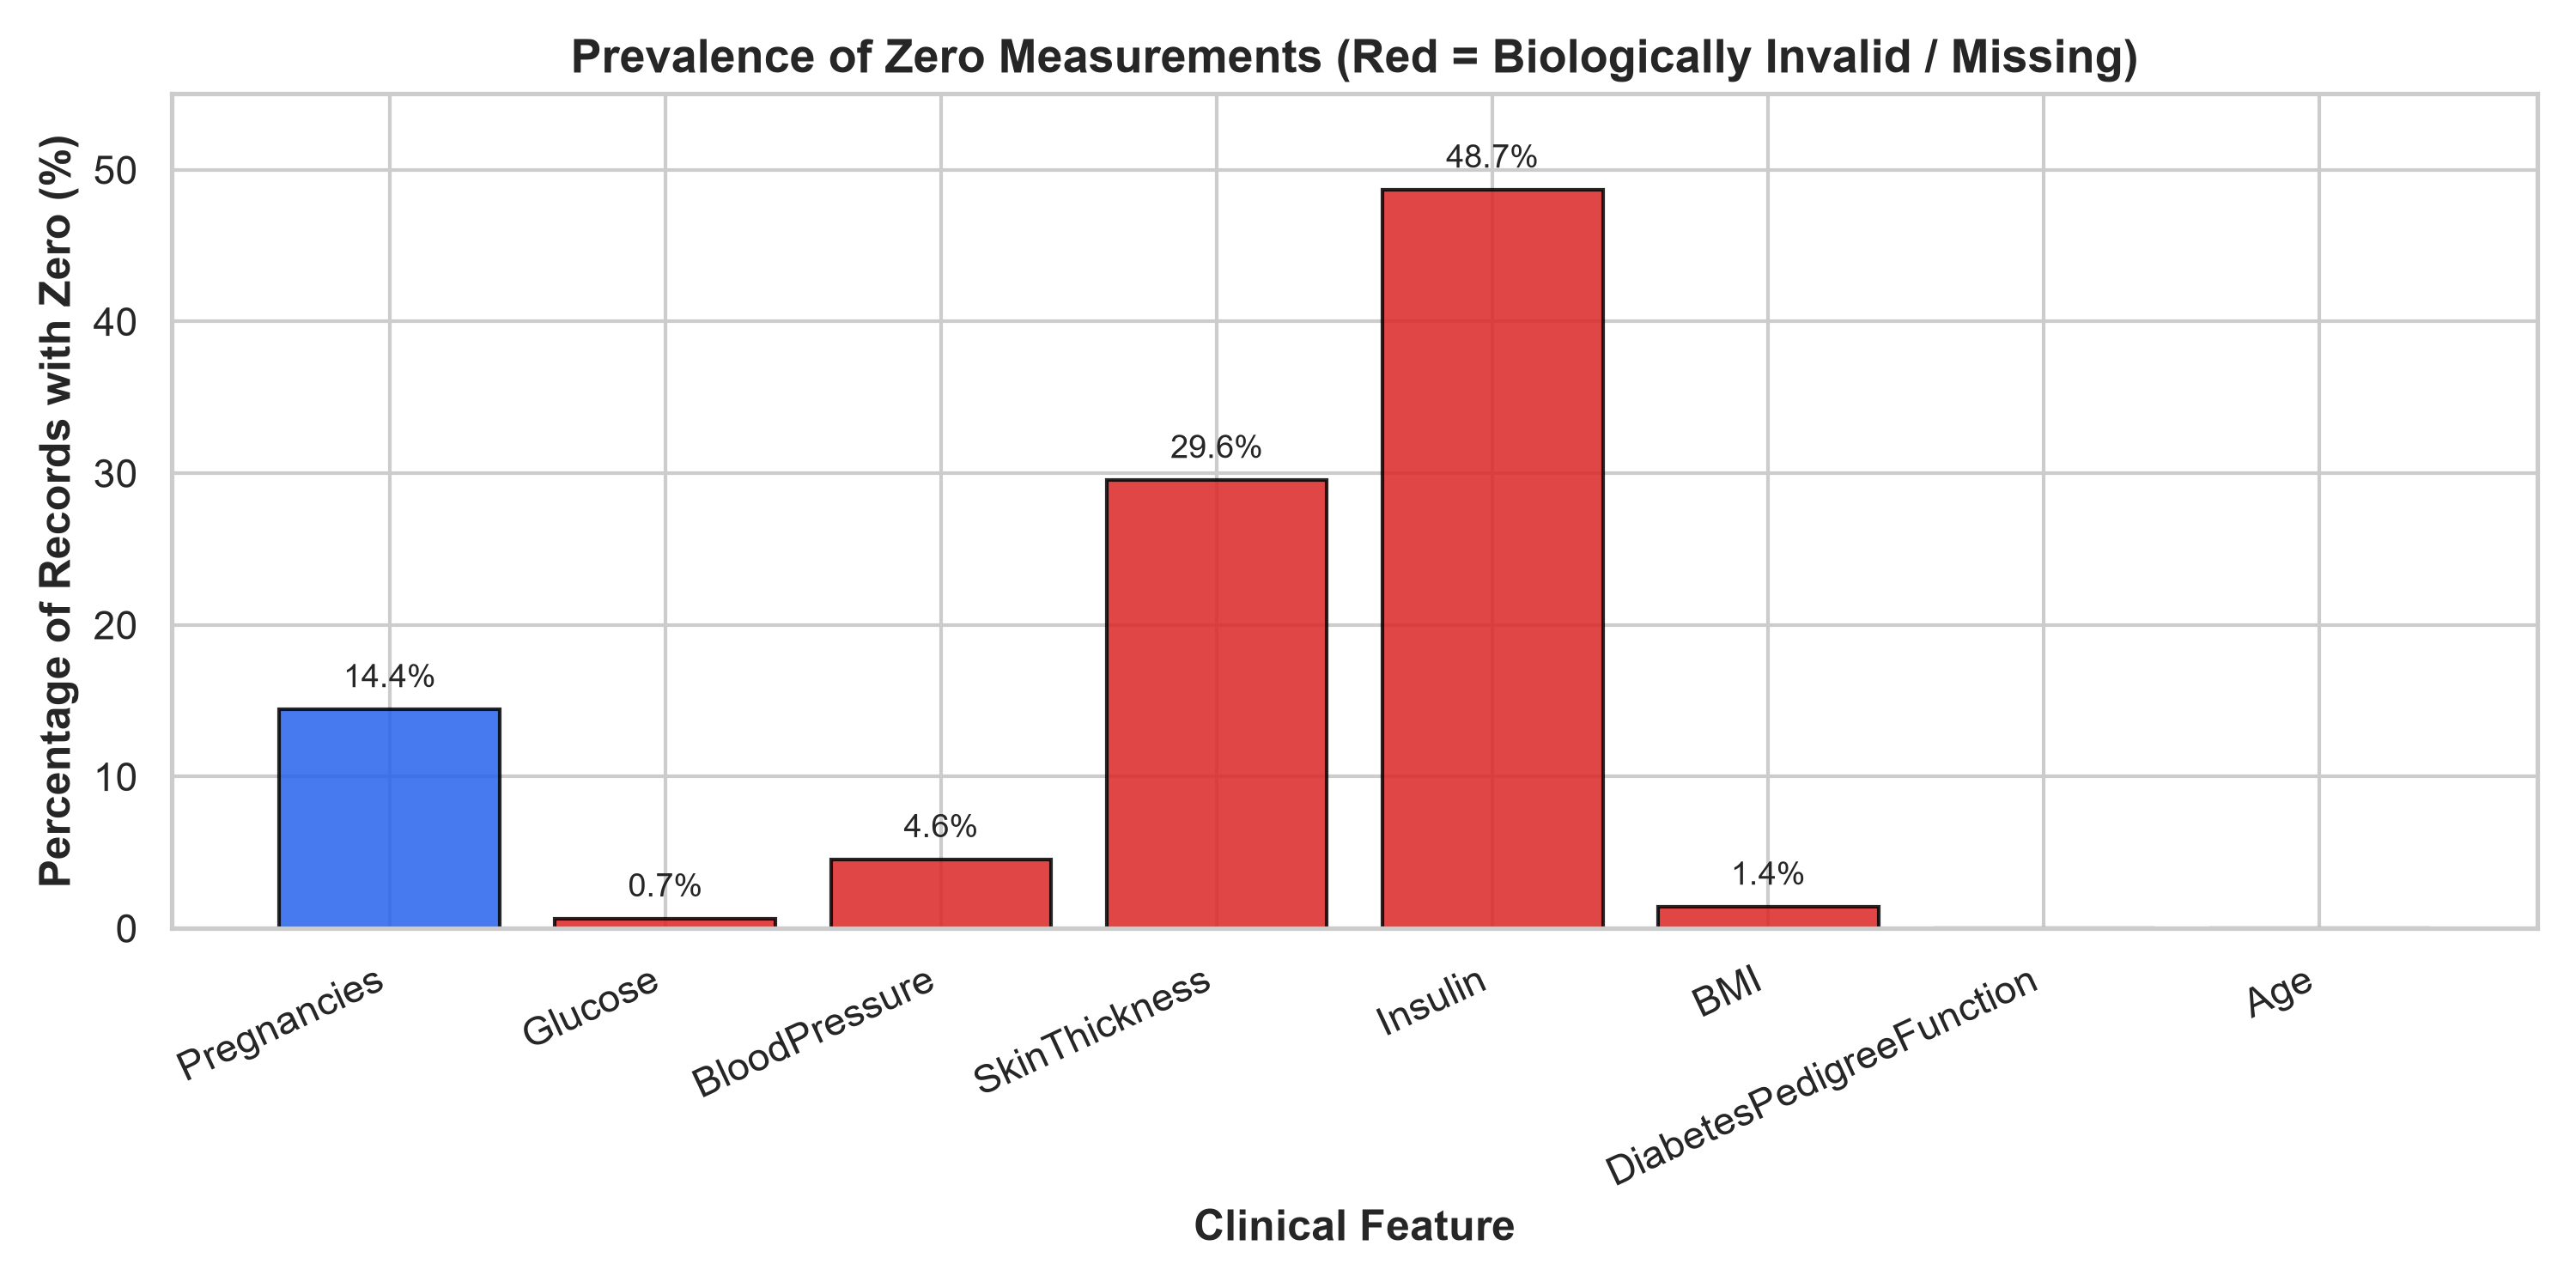 Prevalence of Zero Measurements (Red = Biologically Invalid / Missing)
Percentage of Records with Zero (%)
50
40
30
20
10
0
14.4%
0.7%
4.6%
29.6%
48.7%
1.4%
Pregnancies
Glucose
BloodPressure
SkinThickness
Insulin
BMI
DiabetesPedigreeFunction
Age
Clinical Feature